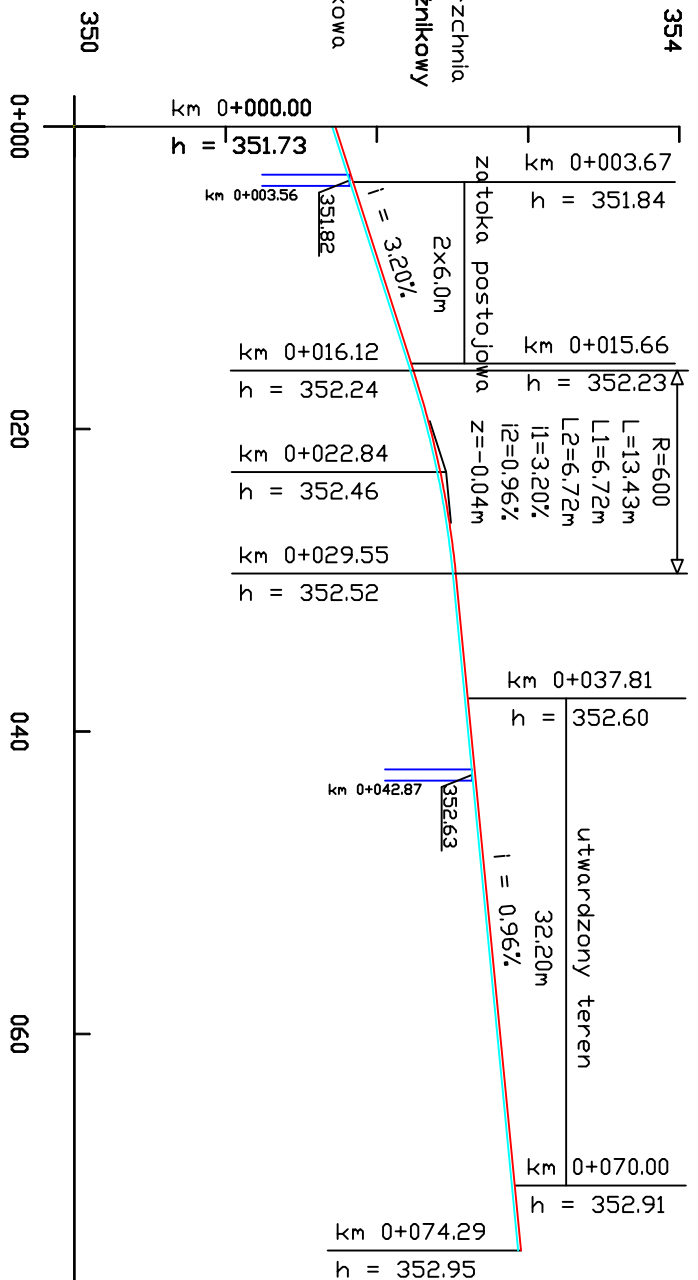 350
354
kowa
żnikowy
rzchnia
0+000
020
040
060
km 0+000.00
h = 351.73
km 0+003.67
h = 351.84
km 0+003.56
351.82
i = 3.20%
2x6.0m
zatoka postojowa
km 0+015.66
h = 352.23
km 0+016.12
h = 352.24
R=600
L=13.43m
L1=6.72m
L2=6.72m
i1=3.20%
i2=0.96%
z=-0.04m
km 0+022.84
h = 352.46
km 0+029.55
h = 352.52
km 0+037.81
h = 352.60
km 0+042.87
352.63
i = 0.96%
32.20m
utwardzony teren
km 0+070.00
h = 352.91
km 0+074.29
h = 352.95